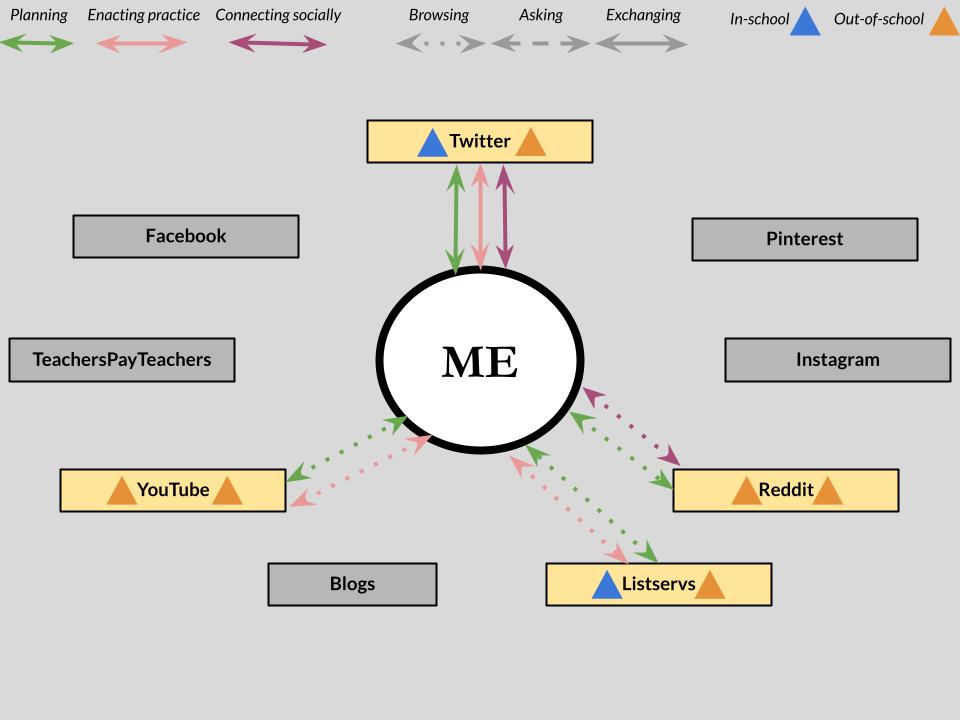 Planning Enacting practice Connecting socially Browsing Asking Exchanging In-school Out-of-school
Twitter
Facebook
Pinterest
ME
TeachersPayTeachers
Instagram
YouTube
Reddit
Blogs
Listservs